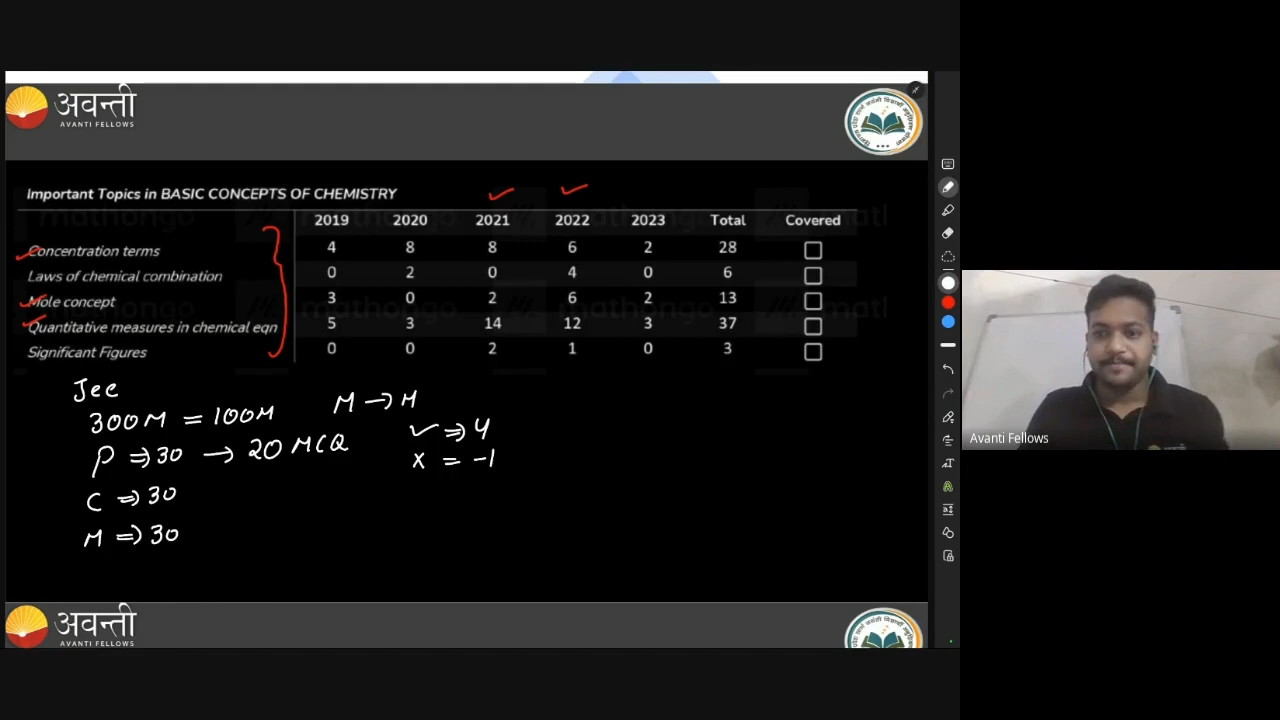 अवन्ती
AVANTI FELLOWS
Important Topics in BASIC CONCEPTS OF CHEMISTRY
2019 2020 2021 2022 2023 Total Covered
Concentration terms 4 8 8 6 2 28
Laws of chemical combination 0 2 0 4 0 6
Mole concept 3 0 2 6 2 13
Quantitative measures in chemical eqn 5 3 14 12 3 37
Significant Figures 0 0 2 1 0 3
Jee
300M = 100M M → M
P ⇒ 30 → 20 MCQ ✓ ⇒ 4
x = -1
C ⇒ 30
M ⇒ 30
अवन्ती
AVANTI FELLOWS
Avanti Fellows